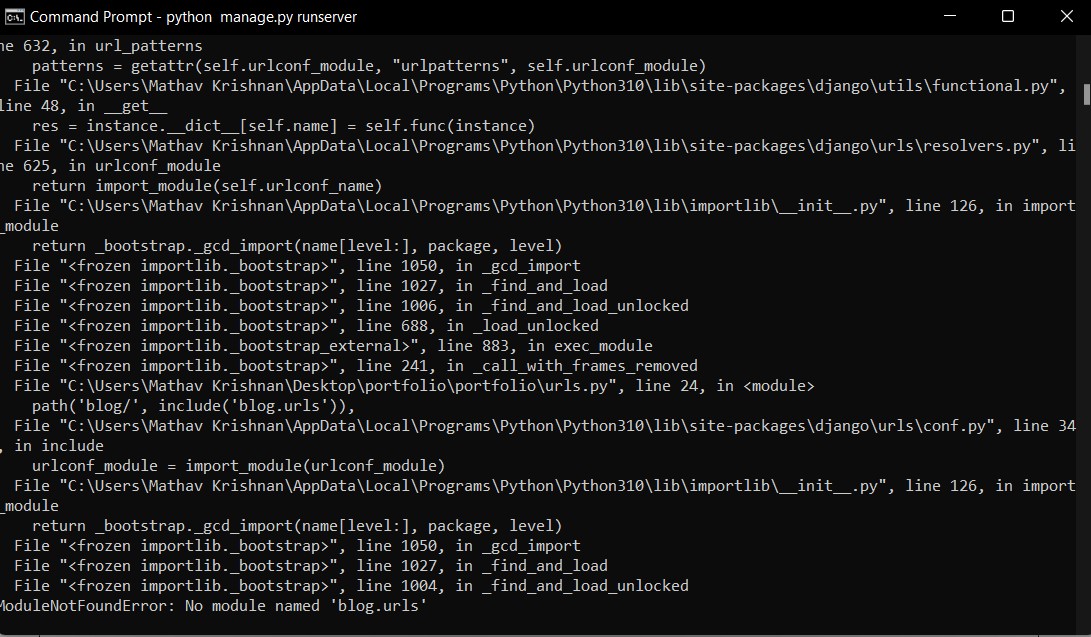 Command Prompt - python  manage.py runserver
ne 632, in url_patterns
    patterns = getattr(self.urlconf_module, "urlpatterns", self.urlconf_module)
  File "C:\Users\Mathav Krishnan\AppData\Local\Programs\Python\Python310\lib\site-packages\django\utils\functional.py",
line 48, in __get__
    res = instance.__dict__[self.name] = self.func(instance)
  File "C:\Users\Mathav Krishnan\AppData\Local\Programs\Python\Python310\lib\site-packages\django\urls\resolvers.py", li
ne 625, in urlconf_module
    return import_module(self.urlconf_name)
  File "C:\Users\Mathav Krishnan\AppData\Local\Programs\Python\Python310\lib\importlib\__init__.py", line 126, in import
_module
    return _bootstrap._gcd_import(name[level:], package, level)
  File "<frozen importlib._bootstrap>", line 1050, in _gcd_import
  File "<frozen importlib._bootstrap>", line 1027, in _find_and_load
  File "<frozen importlib._bootstrap>", line 1006, in _find_and_load_unlocked
  File "<frozen importlib._bootstrap>", line 688, in _load_unlocked
  File "<frozen importlib._bootstrap_external>", line 883, in exec_module
  File "<frozen importlib._bootstrap>", line 241, in _call_with_frames_removed
  File "C:\Users\Mathav Krishnan\Desktop\portfolio\portfolio\urls.py", line 24, in <module>
    path('blog/', include('blog.urls')),
  File "C:\Users\Mathav Krishnan\AppData\Local\Programs\Python\Python310\lib\site-packages\django\urls\conf.py", line 34
, in include
    urlconf_module = import_module(urlconf_module)
  File "C:\Users\Mathav Krishnan\AppData\Local\Programs\Python\Python310\lib\importlib\__init__.py", line 126, in import
_module
    return _bootstrap._gcd_import(name[level:], package, level)
  File "<frozen importlib._bootstrap>", line 1050, in _gcd_import
  File "<frozen importlib._bootstrap>", line 1027, in _find_and_load
  File "<frozen importlib._bootstrap>", line 1004, in _find_and_load_unlocked
ModuleNotFoundError: No module named 'blog.urls'